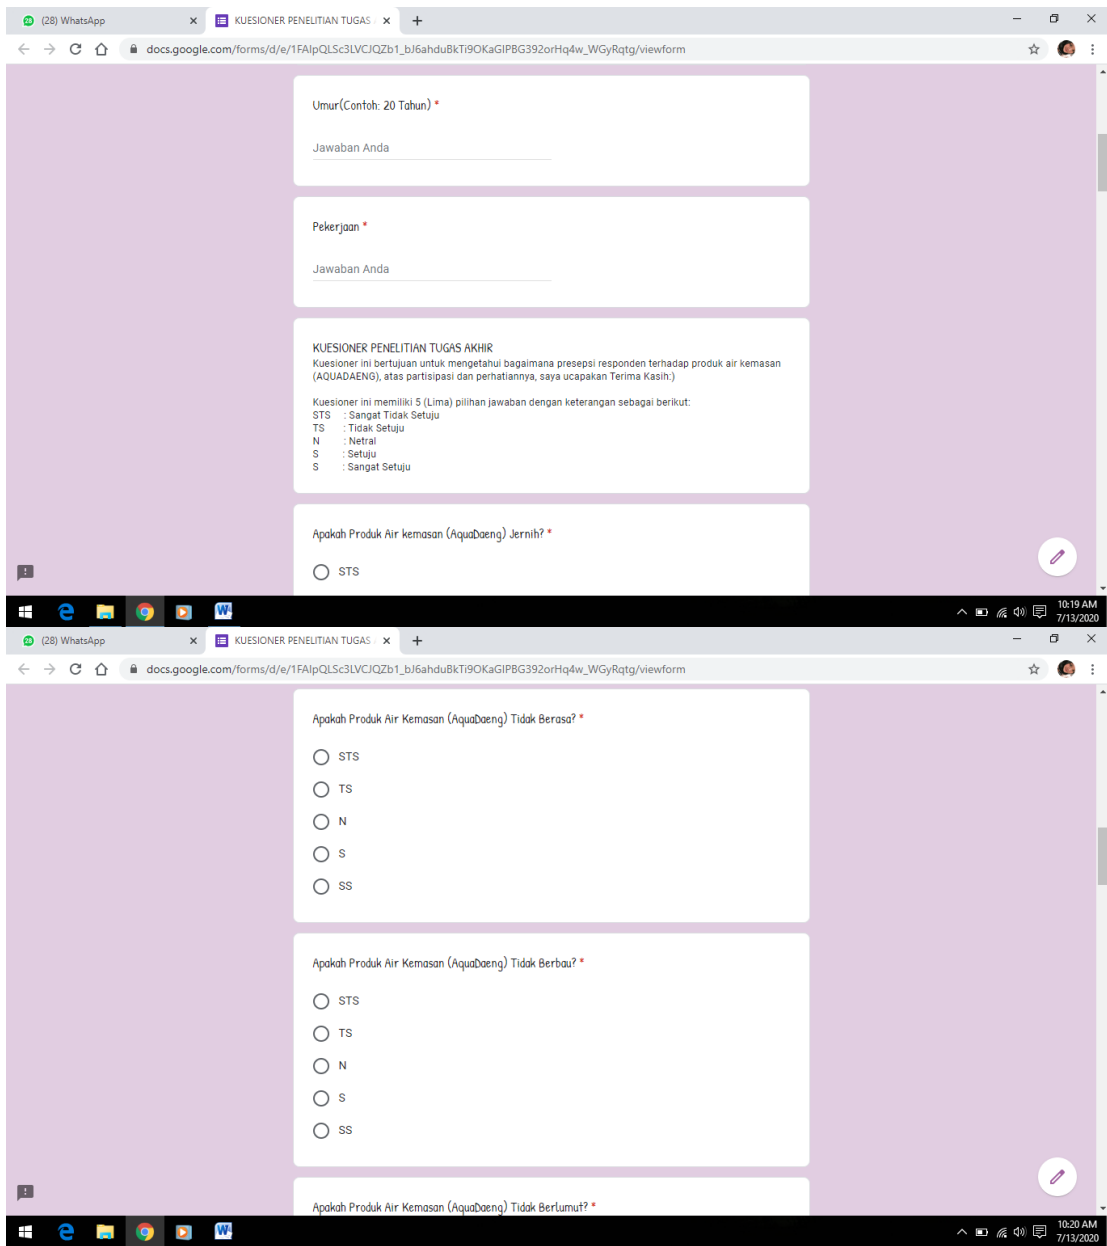 (28) WhatsApp
KUESIONER PENELITIAN TUGAS
docs.google.com/forms/d/e/1FAIpQLSc3LVCJQZb1_bJ6ahduBkTi9OKaGIPBG392orHq4w_WGyRqtg/viewform
Umur(Contoh: 20 Tahun) *
Jawaban Anda
Pekerjaan *
Jawaban Anda
KUESIONER PENELITIAN TUGAS AKHIR
Kuesioner ini bertujuan untuk mengetahui bagaimana presepsi responden terhadap produk air kemasan
(AQUADAENG), atas partisipasi dan perhatiannya, saya ucapakan Terima Kasih:)
Kuesioner ini memiliki 5 (Lima) pilihan jawaban dengan keterangan sebagai berikut:
STS : Sangat Tidak Setuju
TS : Tidak Setuju
N : Netral
S : Setuju
S : Sangat Setuju
Apakah Produk Air kemasan (AquaDaeng) Jernih? *
STS
10:19 AM
7/13/2020
(28) WhatsApp
KUESIONER PENELITIAN TUGAS
docs.google.com/forms/d/e/1FAIpQLSc3LVCJQZb1_bJ6ahduBkTi9OKaGIPBG392orHq4w_WGyRqtg/viewform
Apakah Produk Air Kemasan (AquaDaeng) Tidak Berasa? *
STS
TS
N
S
SS
Apakah Produk Air Kemasan (AquaDaeng) Tidak Berbau? *
STS
TS
N
S
SS
Apakah Produk Air Kemasan (AquaDaeng) Tidak Berlumut? *
10:20 AM
7/13/2020